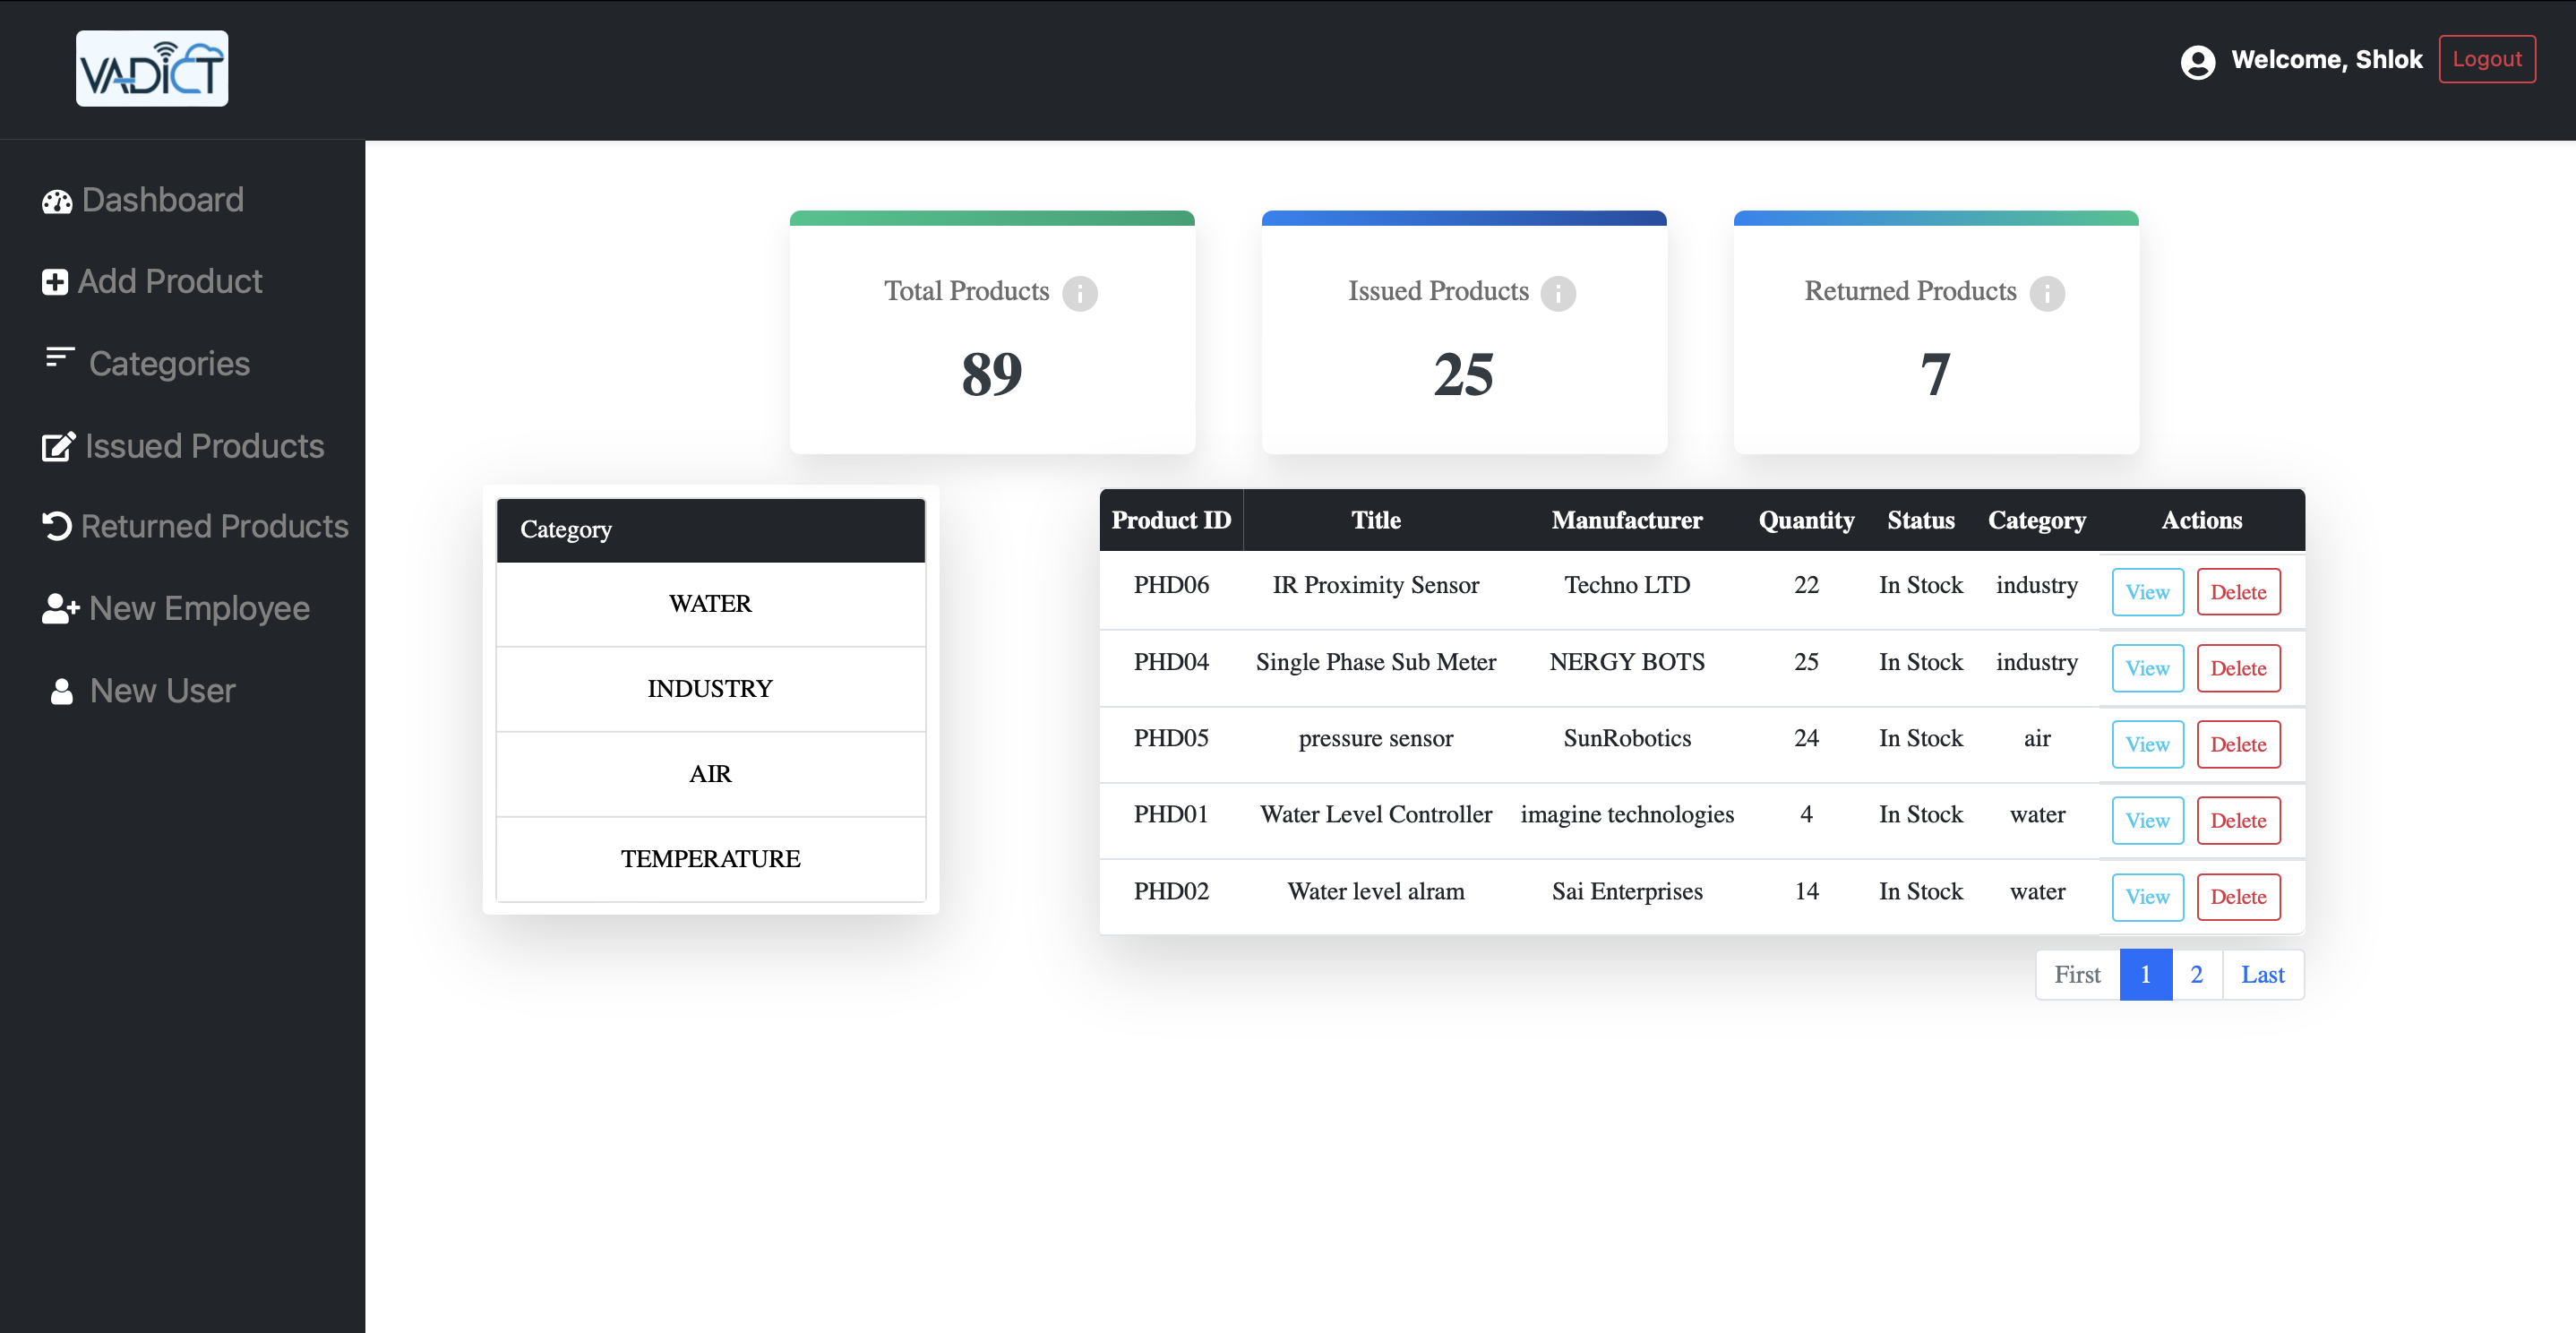 VADICT
Welcome, Shlok
Logout
Dashboard
Add Product
Categories
Issued Products
Returned Products
New Employee
New User
Total Products
89
Issued Products
25
Returned Products
7
Category
WATER
INDUSTRY
AIR
TEMPERATURE
Product ID Title Manufacturer Quantity Status Category Actions
PHD06 IR Proximity Sensor Techno LTD 22 In Stock industry View Delete
PHD04 Single Phase Sub Meter NERGY BOTS 25 In Stock industry View Delete
PHD05 pressure sensor SunRobotics 24 In Stock air View Delete
PHD01 Water Level Controller imagine technologies 4 In Stock water View Delete
PHD02 Water level alram Sai Enterprises 14 In Stock water View Delete
First 1 2 Last